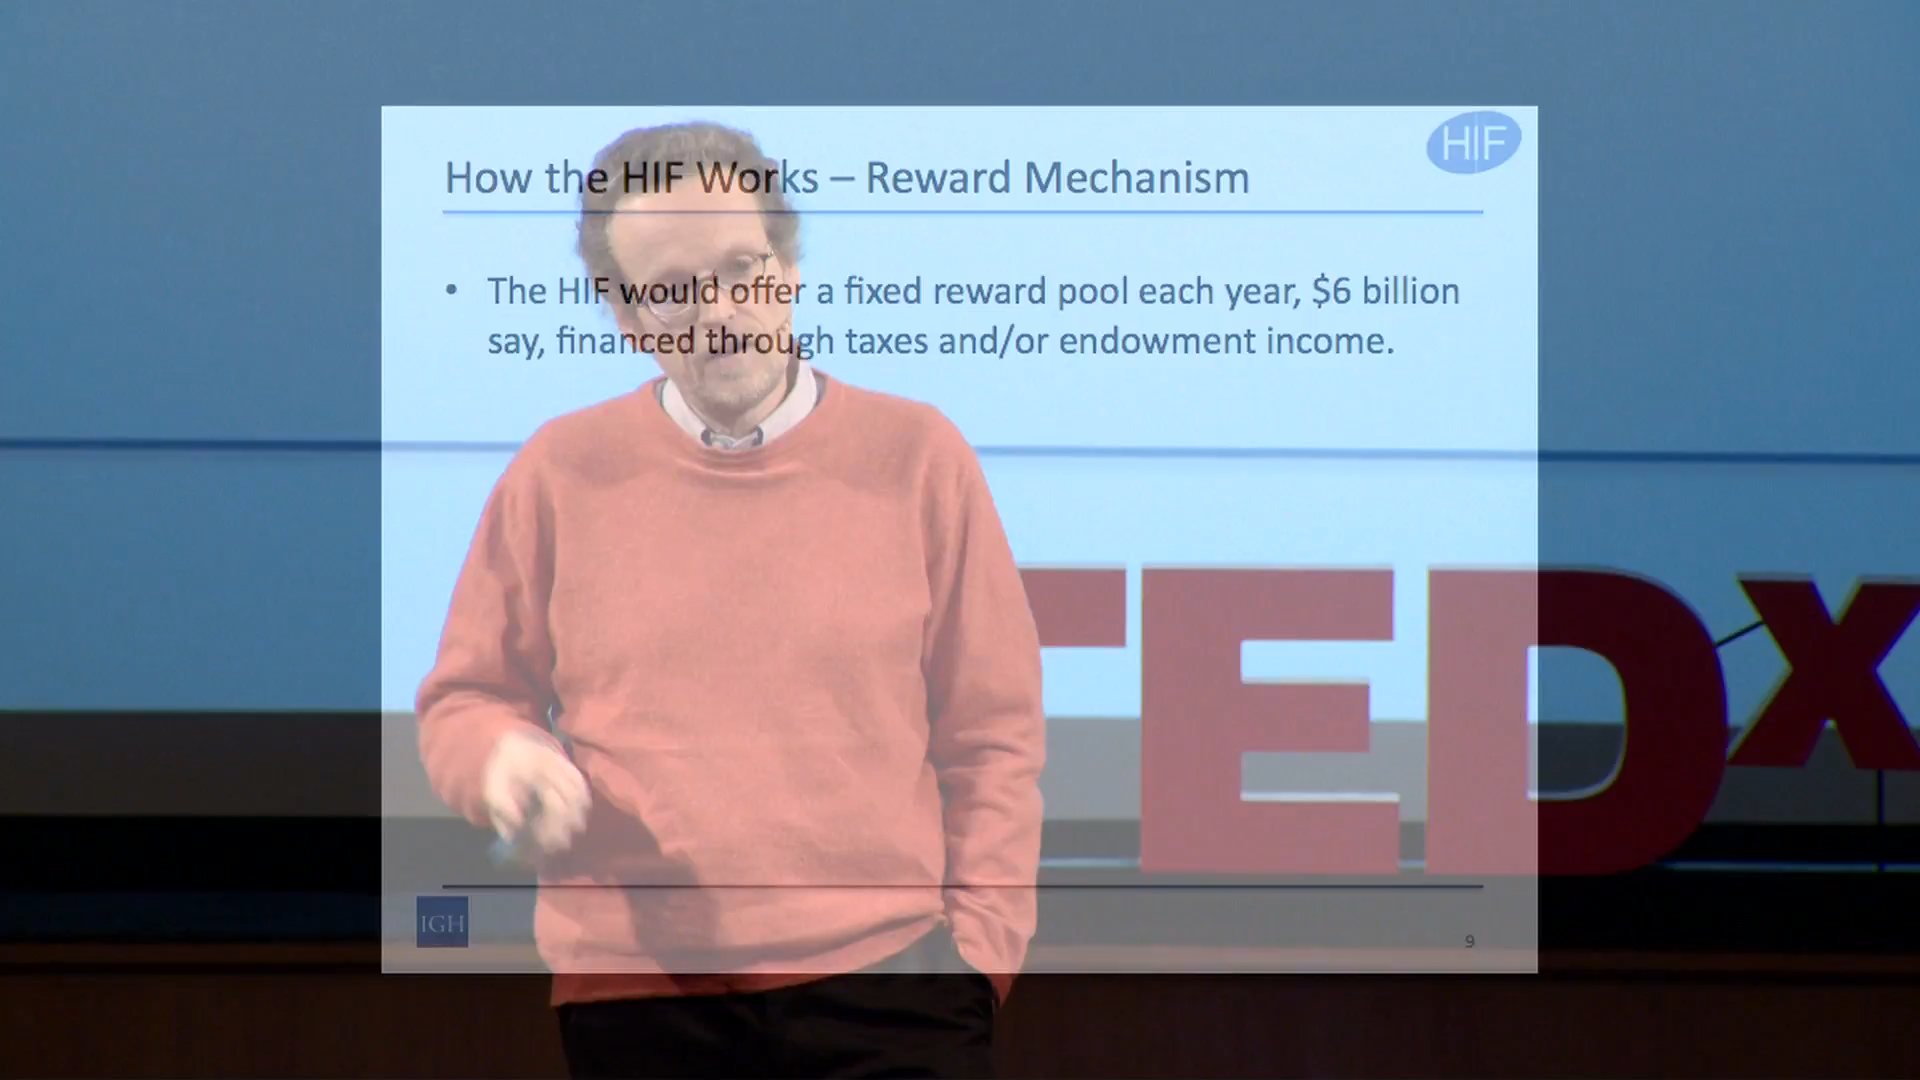 HIF
How the HIF Works – Reward Mechanism
• The HIF would offer a fixed reward pool each year, $6 billion
say, financed through taxes and/or endowment income.
TEDx
IGH
9